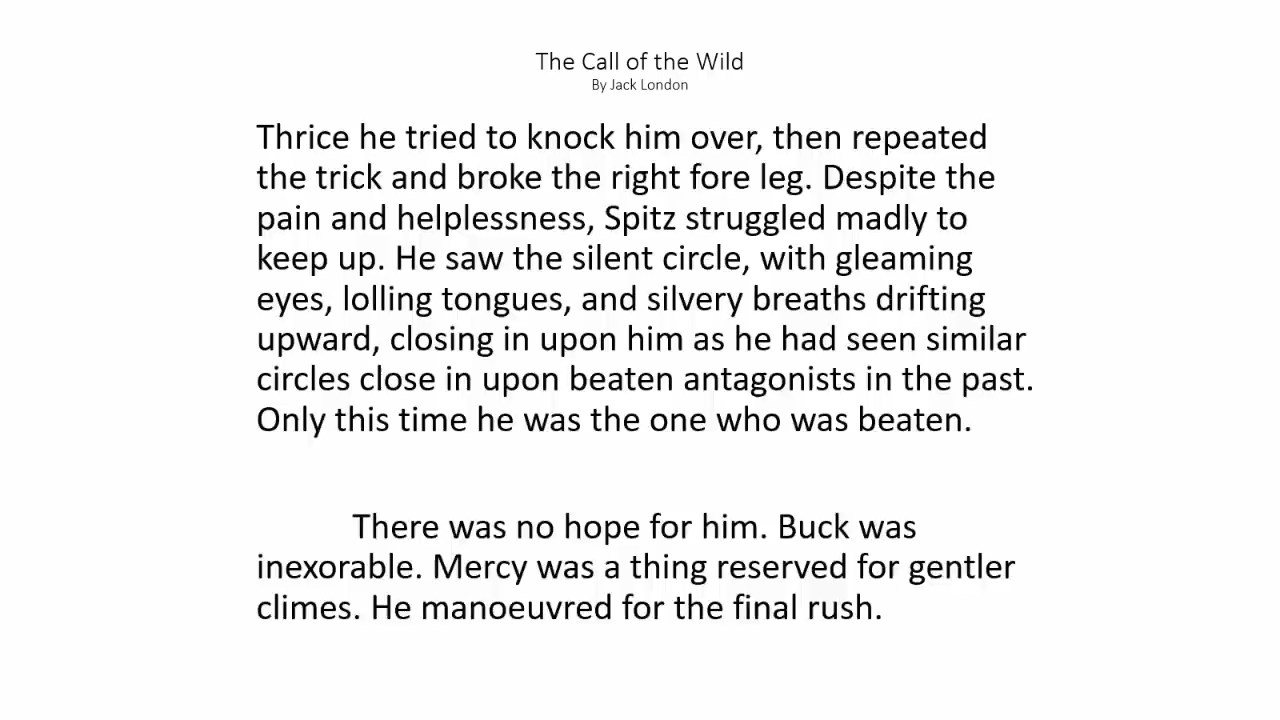 The Call of the Wild
By Jack London
Thrice he tried to knock him over, then repeated
the trick and broke the right fore leg. Despite the
pain and helplessness, Spitz struggled madly to
keep up. He saw the silent circle, with gleaming
eyes, lolling tongues, and silvery breaths drifting
upward, closing in upon him as he had seen similar
circles close in upon beaten antagonists in the past.
Only this time he was the one who was beaten.
There was no hope for him. Buck was
inexorable. Mercy was a thing reserved for gentler
climes. He manoeuvred for the final rush.